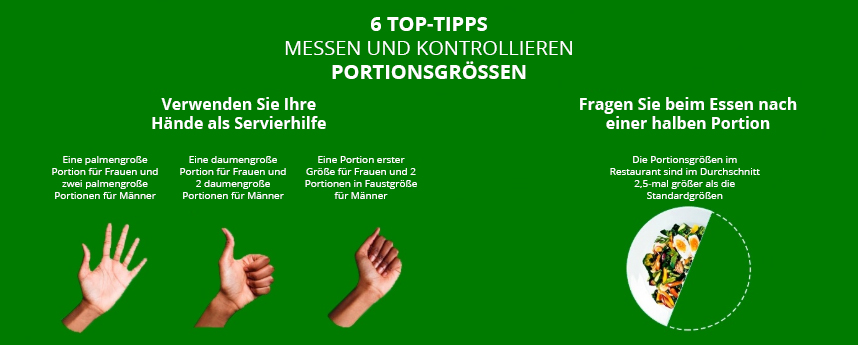 6 TOP-TIPPS
MESSEN UND KONTROLLIEREN
PORTIONSGRÖSSEN
Verwenden Sie Ihre
Hände als Servierhilfe
Eine palmengroße
Portion für Frauen und
zwei palmengroße
Portionen für Männer
Eine daumengroße
Portion für Frauen und
2 daumengroße
Portionen für Männer
Eine Portion erster
Größe für Frauen und 2
Portionen in Faustgröße
für Männer
Fragen Sie beim Essen nach
einer halben Portion
Die Portionsgrößen im
Restaurant sind im Durchschnitt
2,5-mal größer als die
Standardgrößen